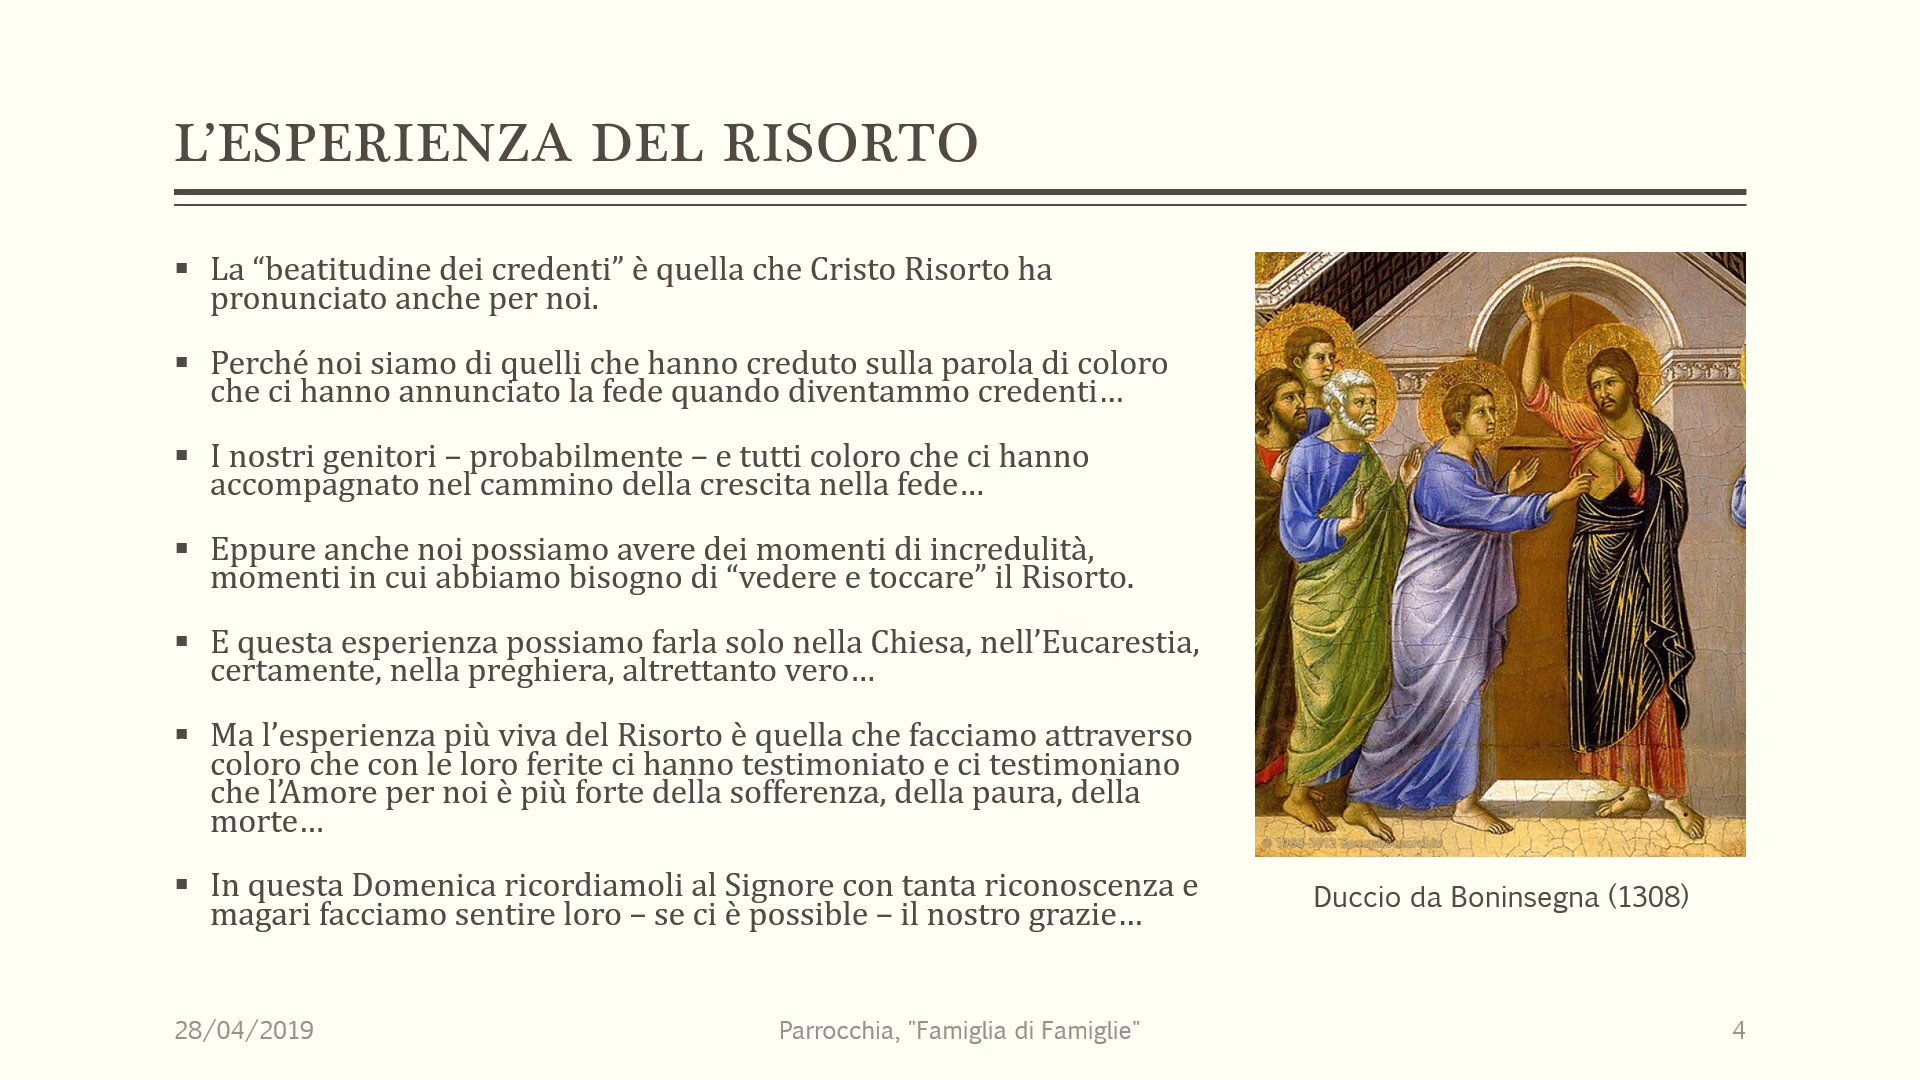 L’ESPERIENZA DEL RISORTO
▪ La “beatitudine dei credenti” è quella che Cristo Risorto ha
pronunciato anche per noi.
▪ Perché noi siamo di quelli che hanno creduto sulla parola di coloro
che ci hanno annunciato la fede quando diventammo credenti…
▪ I nostri genitori – probabilmente – e tutti coloro che ci hanno
accompagnato nel cammino della crescita nella fede…
▪ Eppure anche noi possiamo avere dei momenti di incredulità,
momenti in cui abbiamo bisogno di “vedere e toccare” il Risorto.
▪ E questa esperienza possiamo farla solo nella Chiesa, nell’Eucarestia,
certamente, nella preghiera, altrettanto vero…
▪ Ma l’esperienza più viva del Risorto è quella che facciamo attraverso
coloro che con le loro ferite ci hanno testimoniato e ci testimoniano
che l’Amore per noi è più forte della sofferenza, della paura, della
morte…
▪ In questa Domenica ricordiamoli al Signore con tanta riconoscenza e
magari facciamo sentire loro – se ci è possible – il nostro grazie…
Duccio da Boninsegna (1308)
28/04/2019
Parrocchia, "Famiglia di Famiglie"
4